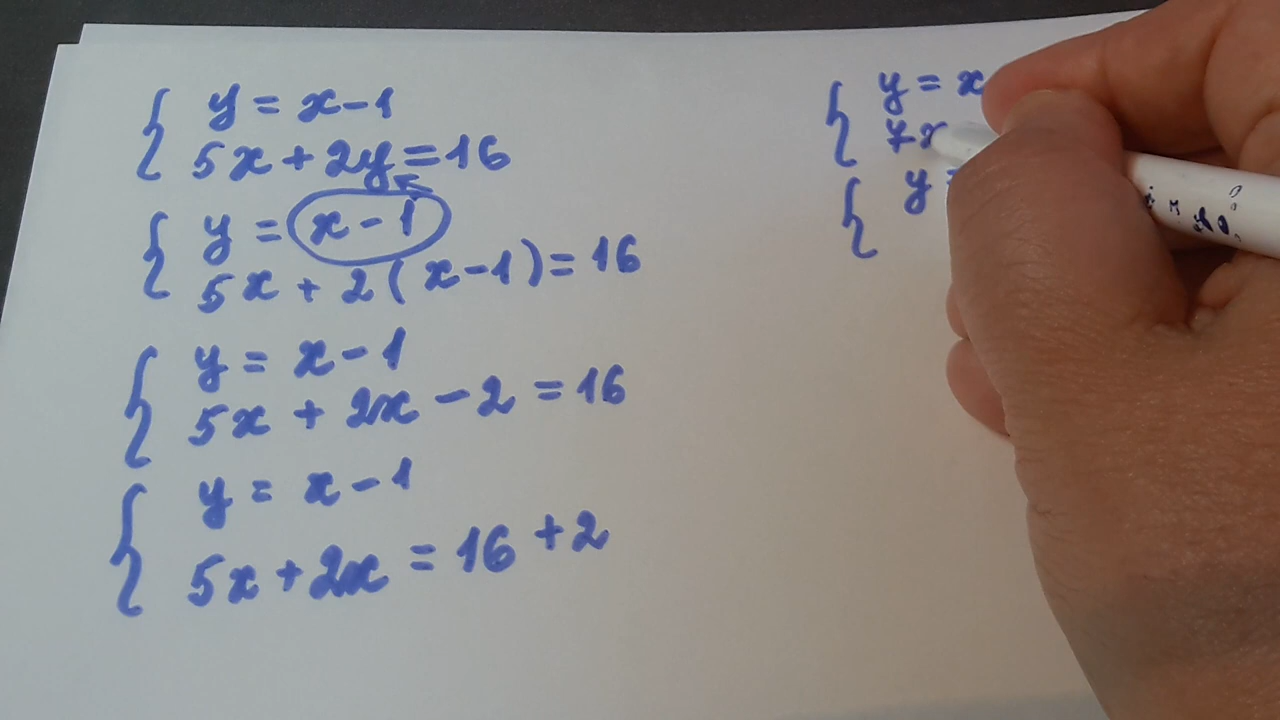 y = x-1
5x + 2y = 16
y = x - 1
5x + 2(x-1) = 16
y = x - 1
5x + 2x - 2 = 16
y = x - 1
5x + 2x = 16 + 2
y = x
7x
y =